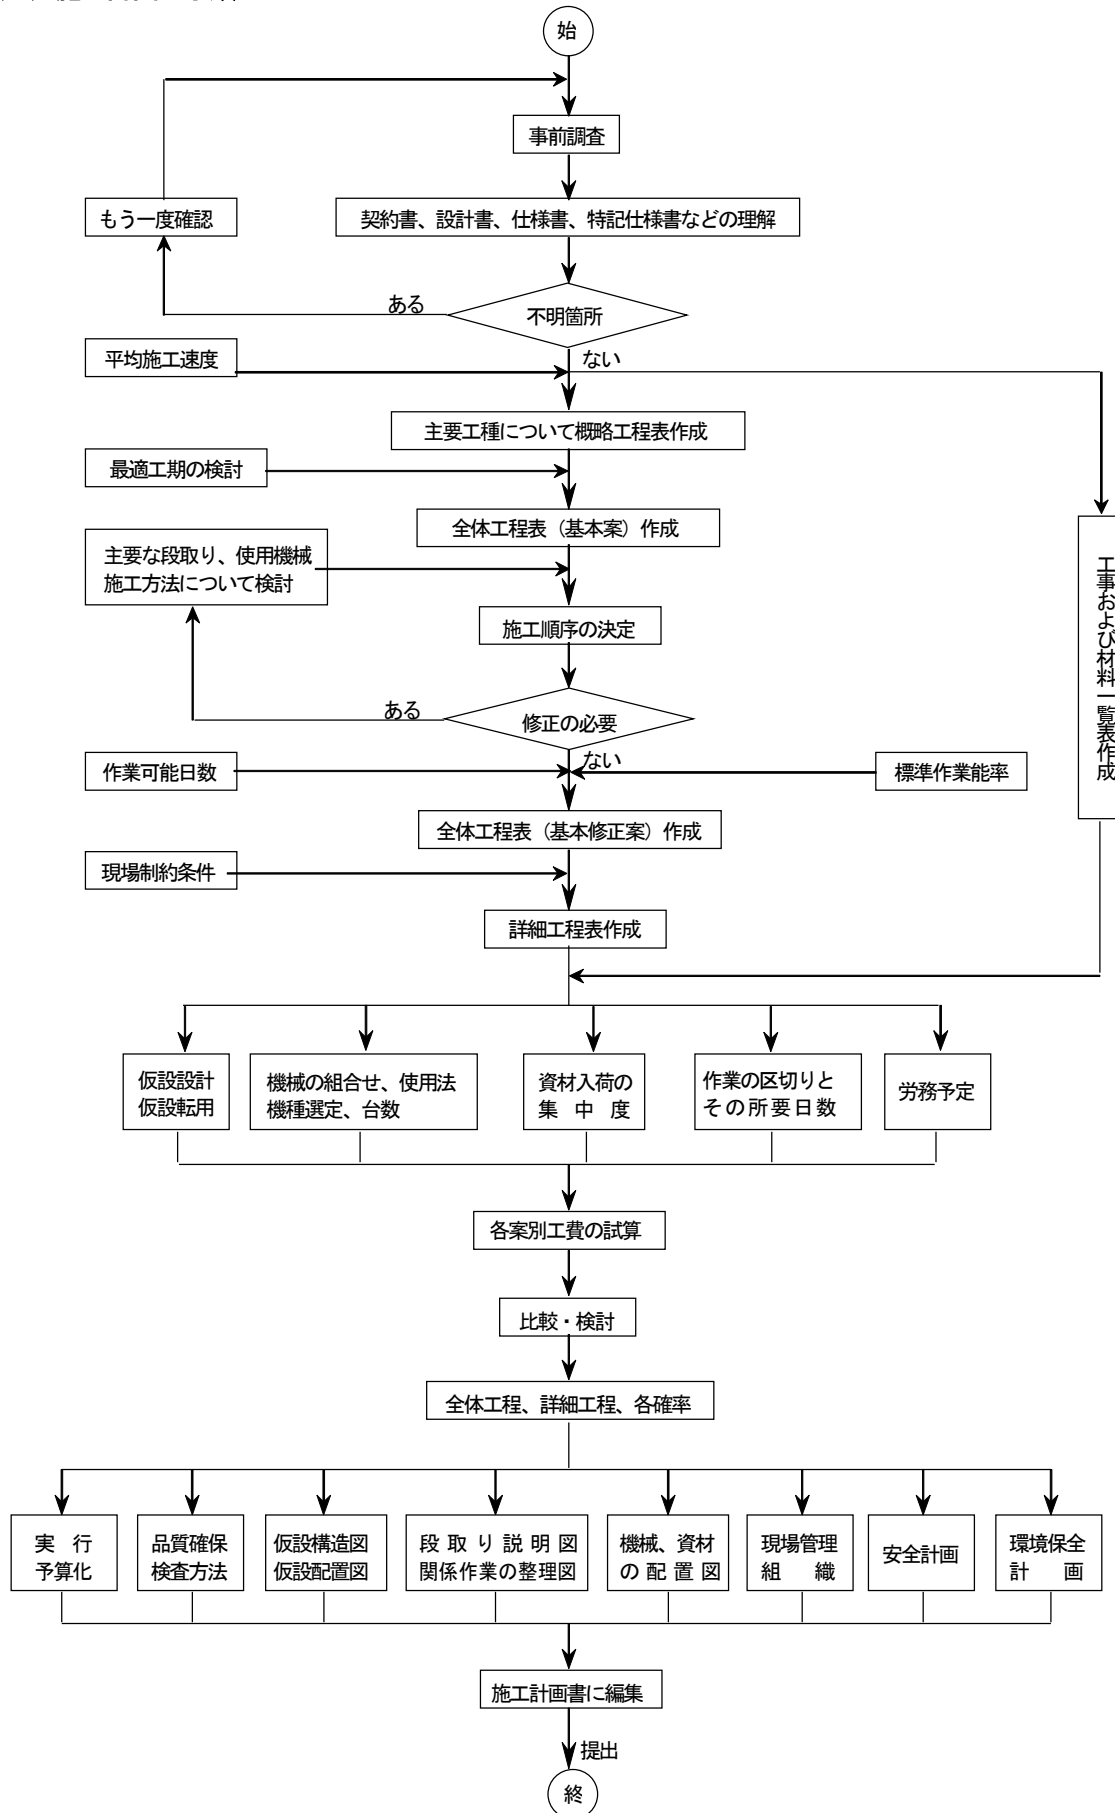 始
事前調査
もう一度確認
契約書、設計書、仕様書、特記仕様書などの理解
ある
不明箇所
平均施工速度
ない
主要工種について概略工程表作成
最適工期の検討
全体工程表（基本案）作成
主要な段取り、使用機械
施工方法について検討
工事および材料一覧表作成
施工順序の決定
ある
修正の必要
作業可能日数
ない
標準作業能率
全体工程表（基本修正案）作成
現場制約条件
詳細工程表作成
仮設設計
仮設転用
機械の組合せ、使用法
機種選定、台数
資材入荷の
集中度
作業の区切りと
その所要日数
労務予定
各案別工費の試算
比較・検討
全体工程、詳細工程、各確率
実行
予算化
品質確保
検査方法
仮設構造図
仮設配置図
段取り説明図
関係作業の整理図
機械、資材
の配置図
現場管理
組織
安全計画
環境保全
計画
施工計画書に編集
提出
終